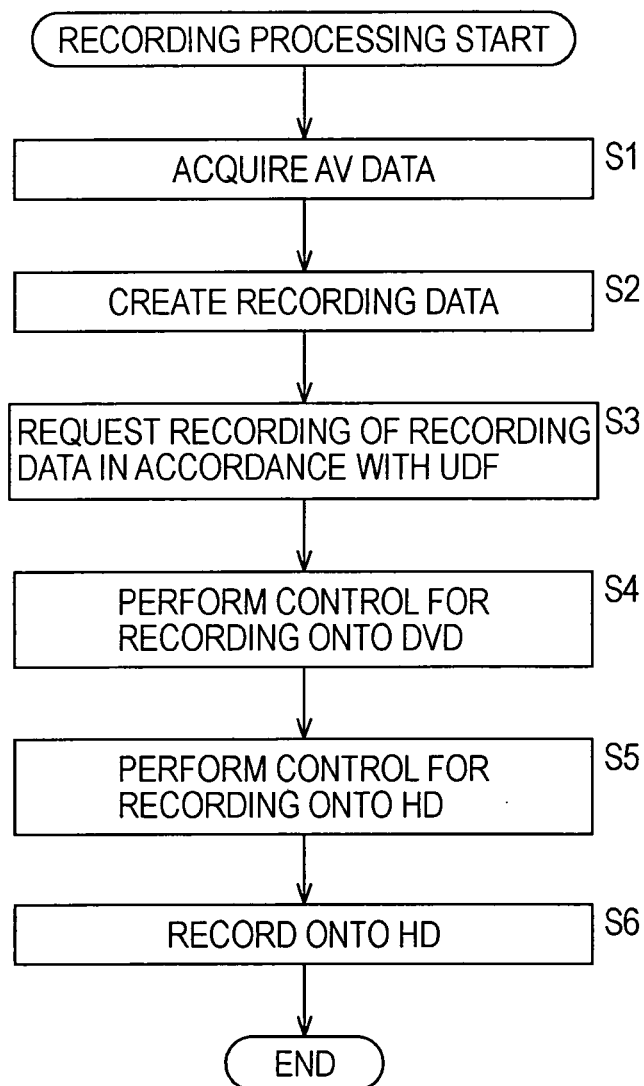 RECORDING PROCESSING START
ACQUIRE AV DATA
S1
CREATE RECORDING DATA
S2
REQUEST RECORDING OF RECORDING
DATA IN ACCORDANCE WITH UDF
S3
PERFORM CONTROL FOR
RECORDING ONTO DVD
S4
PERFORM CONTROL FOR
RECORDING ONTO HD
S5
RECORD ONTO HD
S6
END